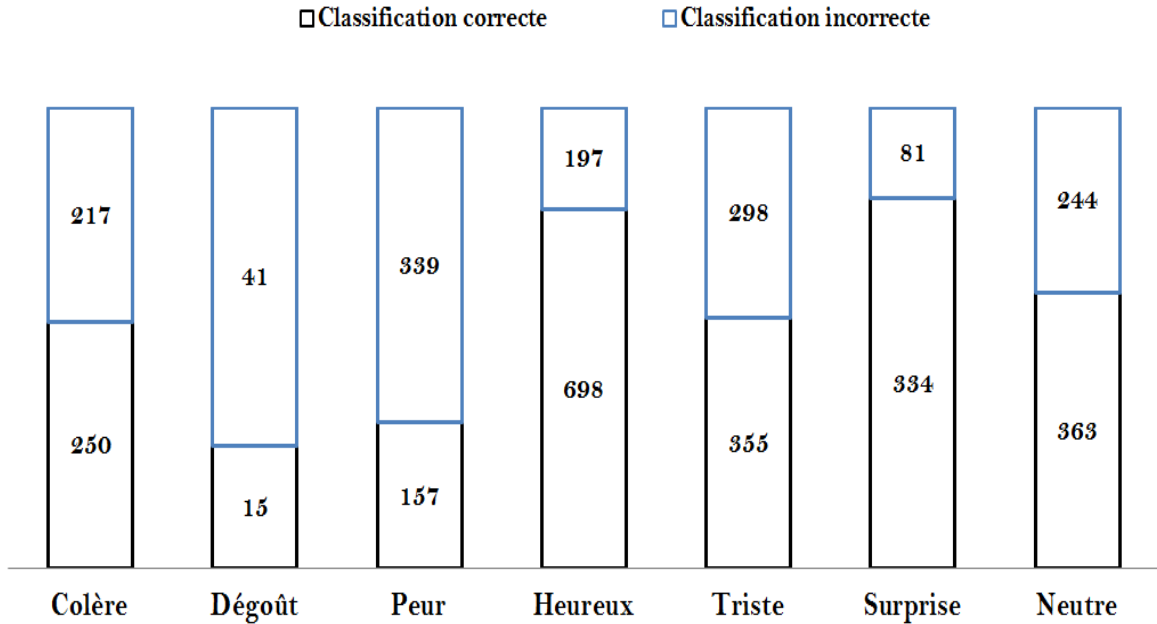 Classification correcte Classification incorrecte
217 41 339 197 298 81 244
250 15 157 698 355 334 363
Colère Dégoût Peur Heureux Triste Surprise Neutre